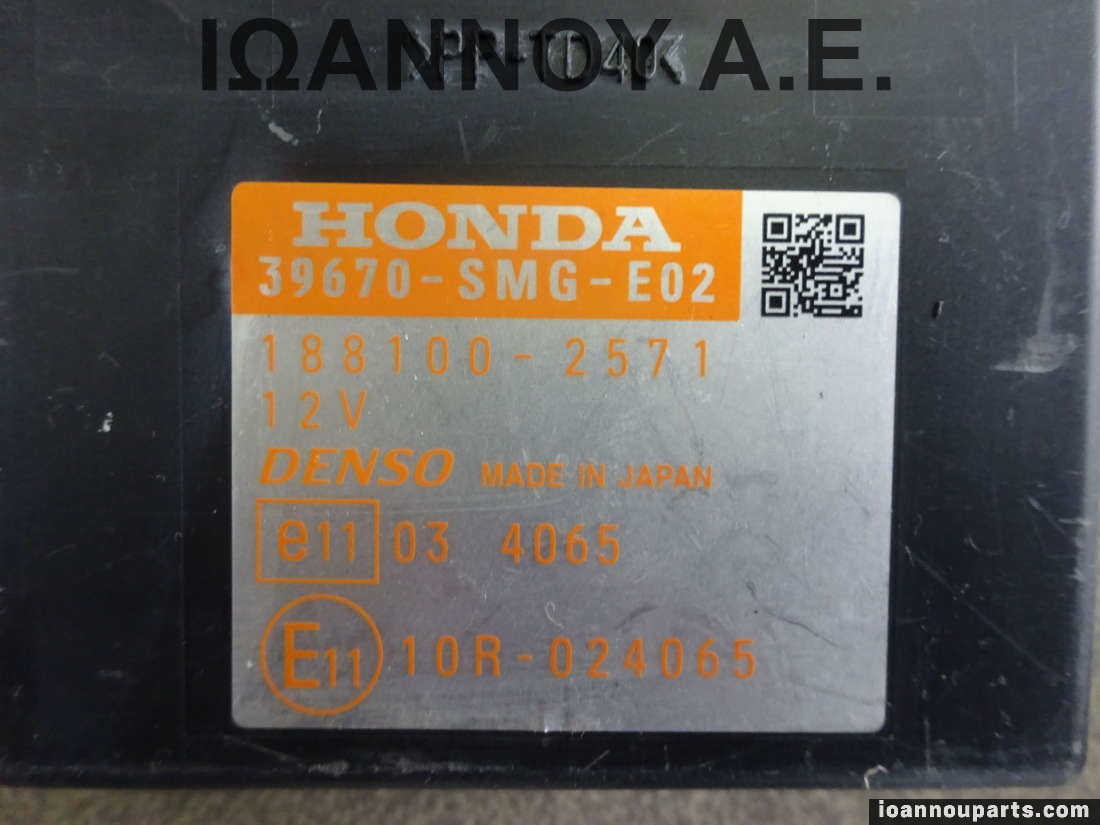 ΙΩΑΝΝΟΥ Α.Ε.
HONDA
39670-SMG-E02
188100-2571
12V
DENSO MADE IN JAPAN
e11 03 4065
E11 10R-024065
ioannouparts.com